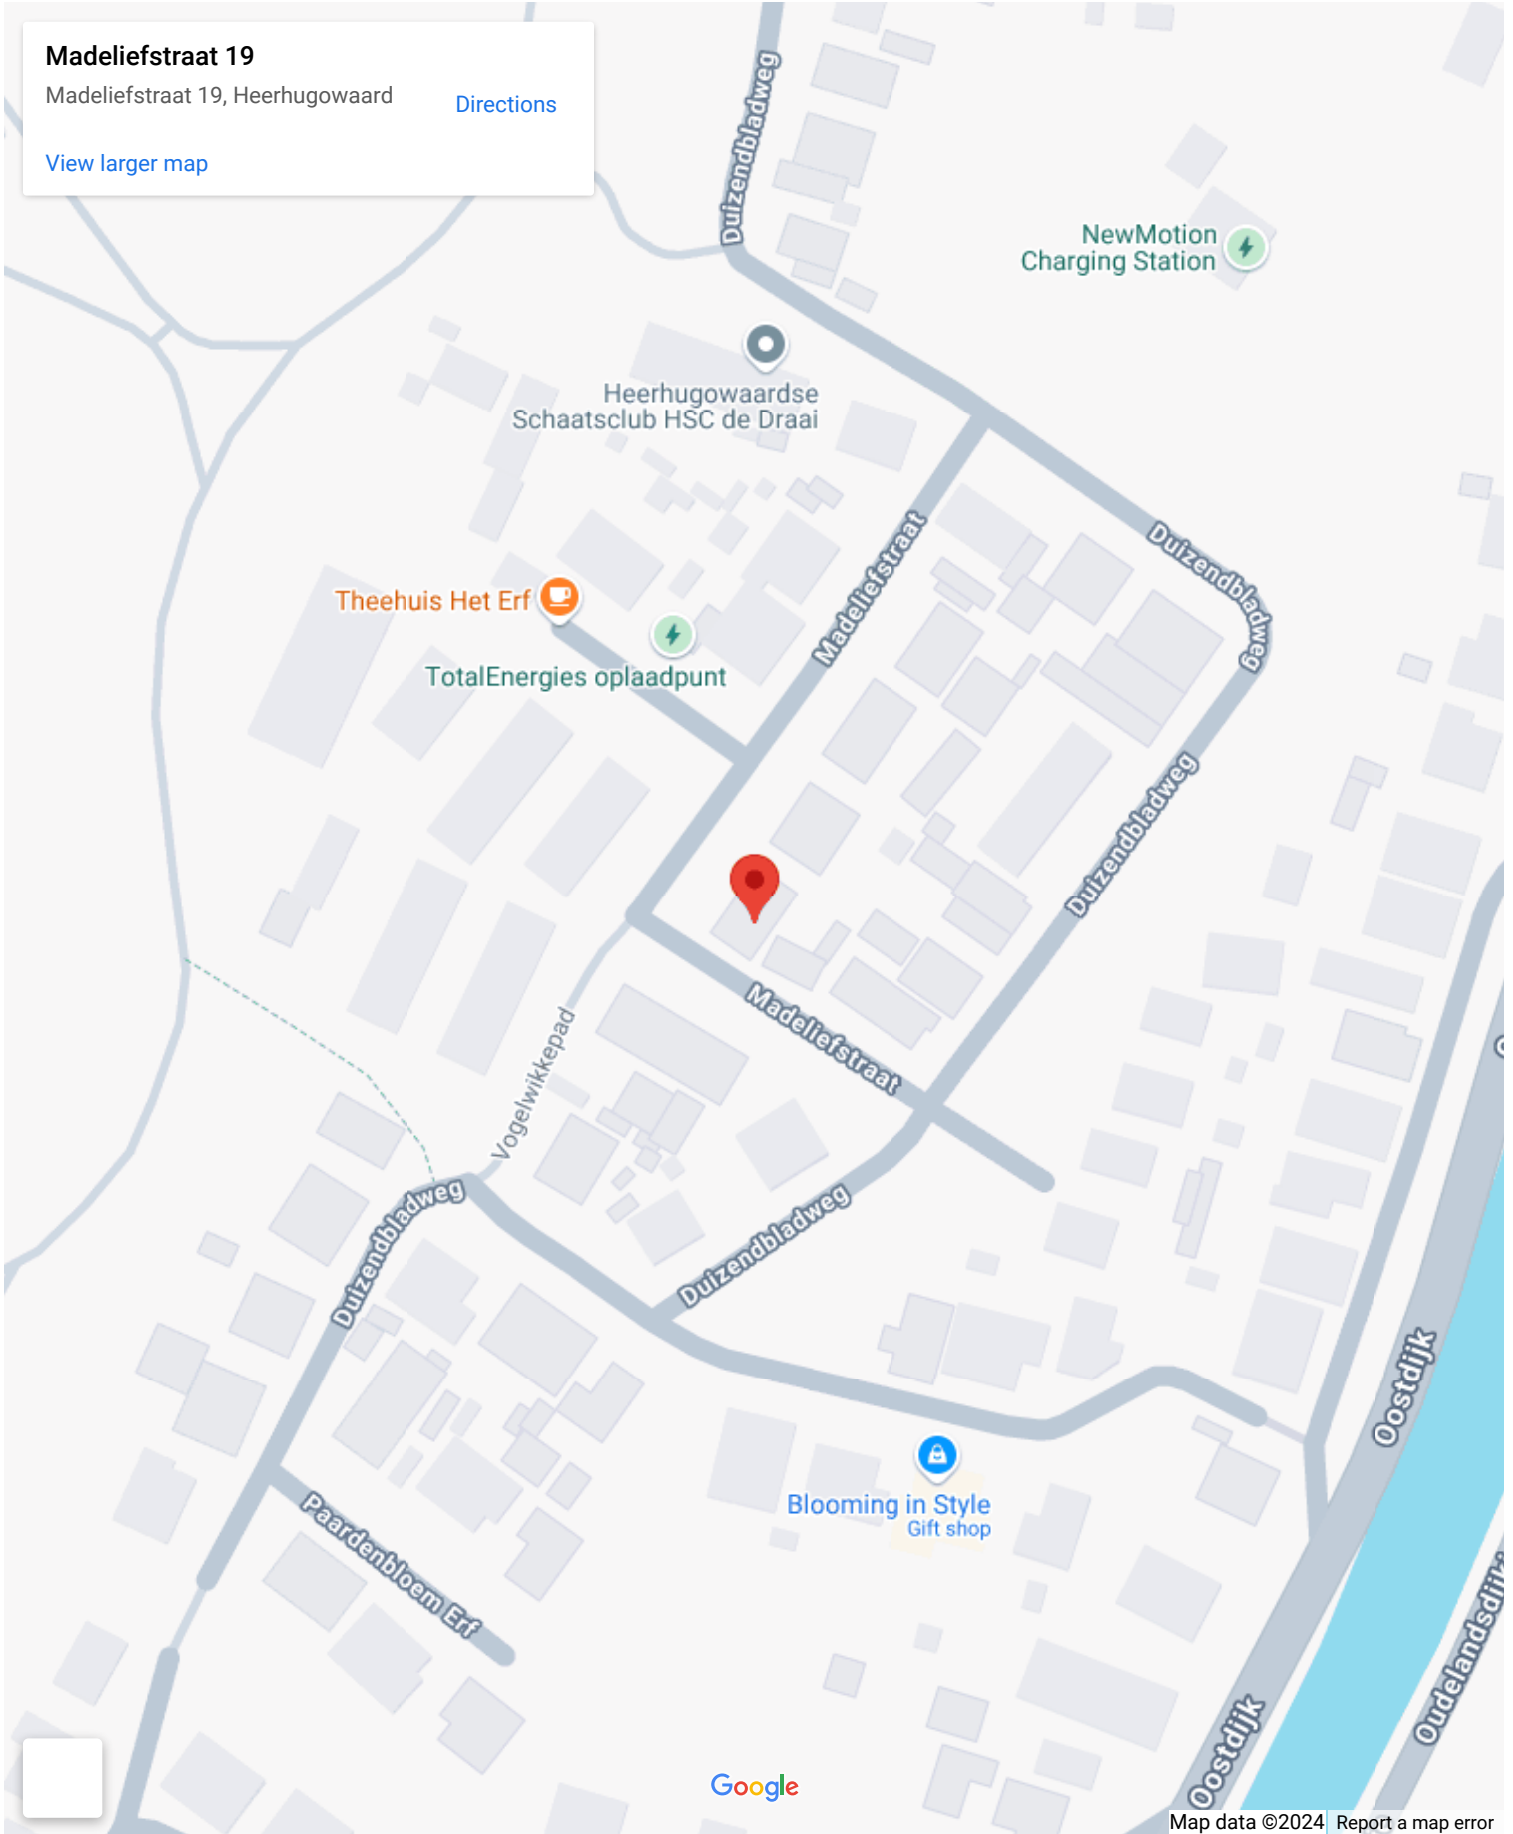 Madeliefstraat 19
Madeliefstraat 19, Heerhugowaard
Directions
View larger map
Duizendbladweg
NewMotion
Charging Station
Heerhugowaardse
Schaatsclub HSC de Draai
Madeliefstraat
Duizendbladweg
Theehuis Het Erf
TotalEnergies oplaadpunt
Duizendbladweg
Madeliefstraat
Vogelwikkepad
Duizendbladweg
Duizendbladweg
Oostdijk
Blooming in Style
Gift shop
Paardenbloem Erf
Oudelandsdijk
Oostdijk
Google
Map data ©2024
Report a map error